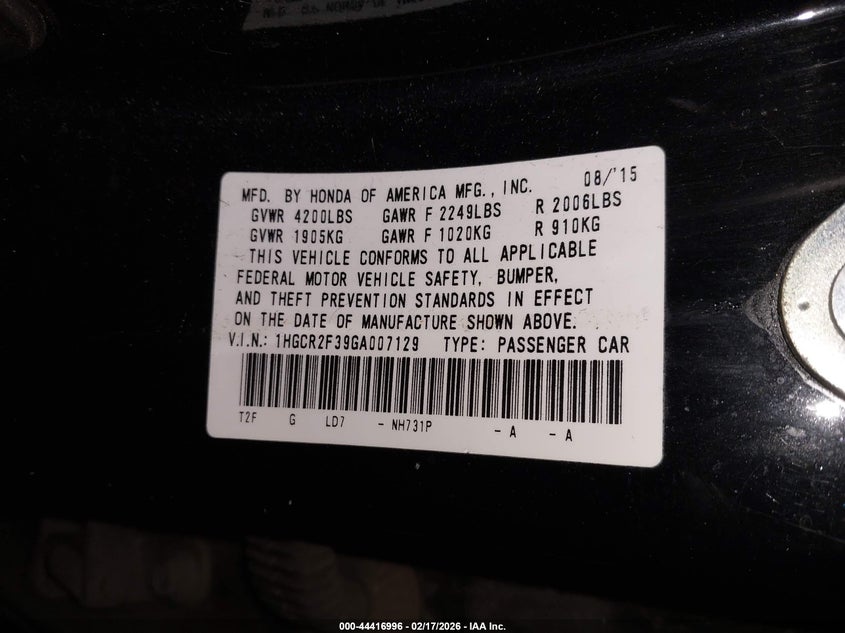 MFD. BY HONDA OF AMERICA MFG., INC. 08/'15
GVWR 4200LBS GAWR F 2249LBS R 2006LBS
GVWR 1905KG GAWR F 1020KG R 910KG
THIS VEHICLE CONFORMS TO ALL APPLICABLE
FEDERAL MOTOR VEHICLE SAFETY, BUMPER,
AND THEFT PREVENTION STANDARDS IN EFFECT
ON THE DATE OF MANUFACTURE SHOWN ABOVE.
V.I.N.: 1HGCR2F39GA007129 TYPE: PASSENGER CAR
T2F G LD7 - NH731P - A - A
000-44416996 - 02/17/2026 - IAA Inc.